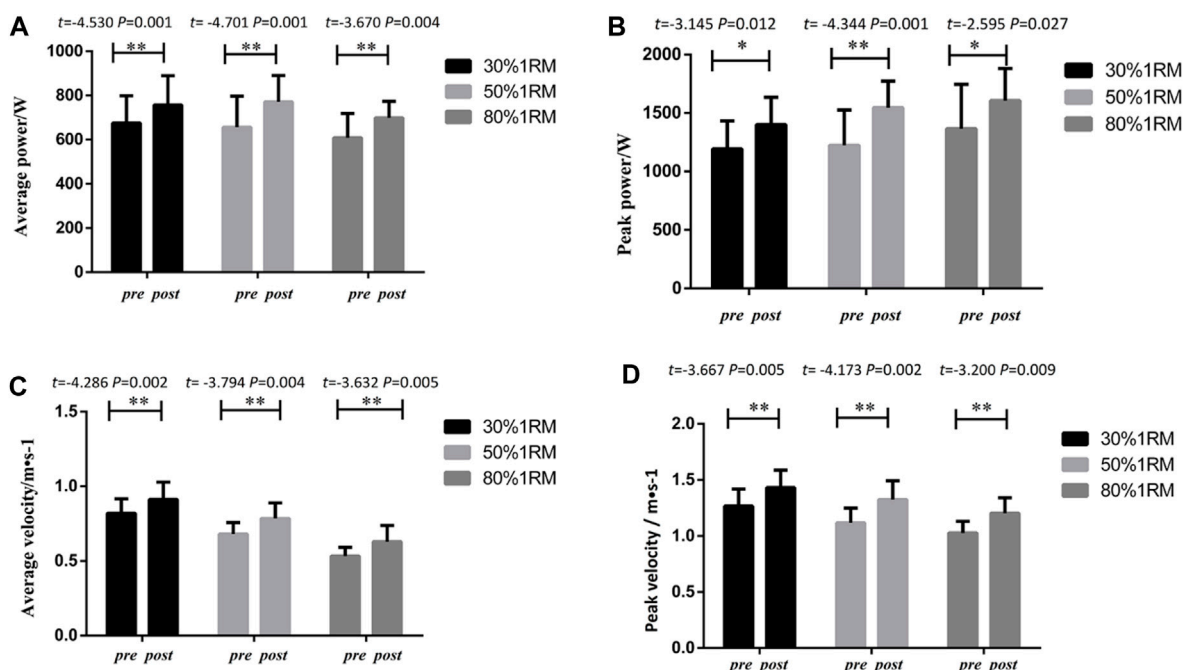 A
t=-4.530 P=0.001 t= -4.701 P=0.001 t=-3.670 P=0.004
** ** **
Average power/W
1000
800
600
400
200
0
pre post pre post pre post
30%1RM
50%1RM
80%1RM
B
t=-3.145 P=0.012 t= -4.344 P=0.001 t=-2.595 P=0.027
* ** *
Peak power/W
2000
1500
1000
500
0
pre post pre post pre post
30%1RM
50%1RM
80%1RM
C
t=-4.286 P=0.002 t= -3.794 P=0.004 t=-3.632 P=0.005
** ** **
Average velocity/m•s-1
1.5
1.0
0.5
0.0
pre post pre post pre post
30%1RM
50%1RM
80%1RM
D
t=-3.667 P=0.005 t= -4.173 P=0.002 t=-3.200 P=0.009
** ** **
Peak velocity / m•s-1
2.0
1.5
1.0
0.5
0.0
pre post pre post pre post
30%1RM
50%1RM
80%1RM